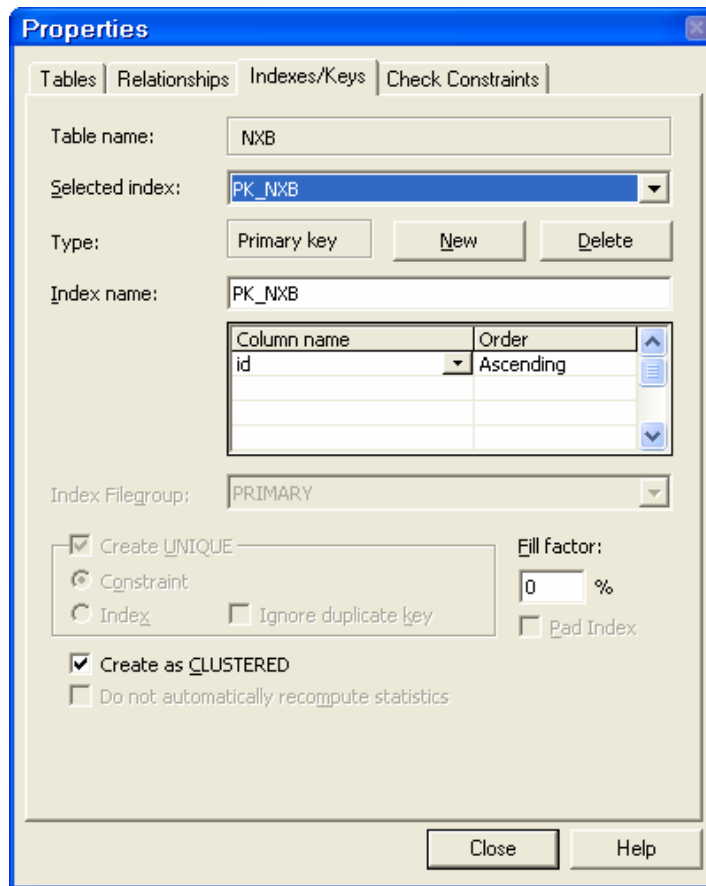 Properties
Tables Relationships Indexes/Keys Check Constraints
Table name: NXB
Selected index: PK_NXB
Type: Primary key New Delete
Index name: PK_NXB
Column name Order
id Ascending
Index Filegroup: PRIMARY
Create UNIQUE Fill factor:
Constraint 0 %
Index Ignore duplicate key Pad Index
Create as CLUSTERED
Do not automatically recompute statistics
Close Help